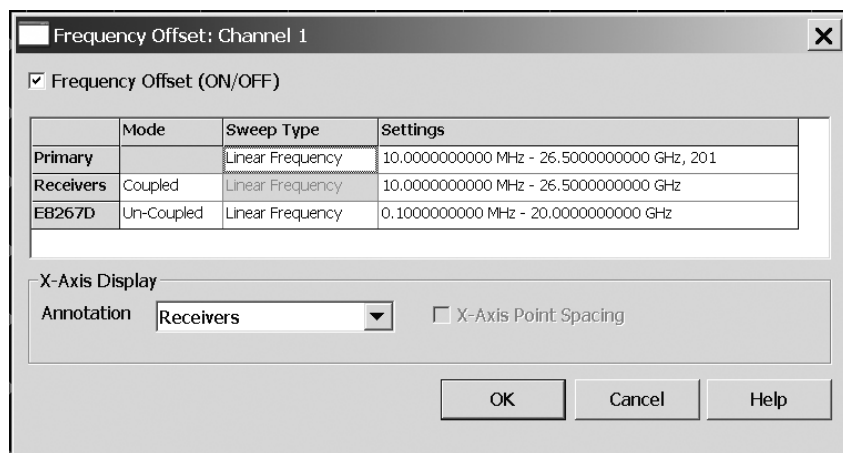 Frequency Offset: Channel 1
Frequency Offset (ON/OFF)
Mode Sweep Type Settings
Primary Linear Frequency 10.0000000000 MHz - 26.5000000000 GHz, 201
Receivers Coupled Linear Frequency 10.0000000000 MHz - 26.5000000000 GHz
E8267D Un-Coupled Linear Frequency 0.1000000000 MHz - 20.0000000000 GHz
X-Axis Display
Annotation Receivers X-Axis Point Spacing
OK Cancel Help